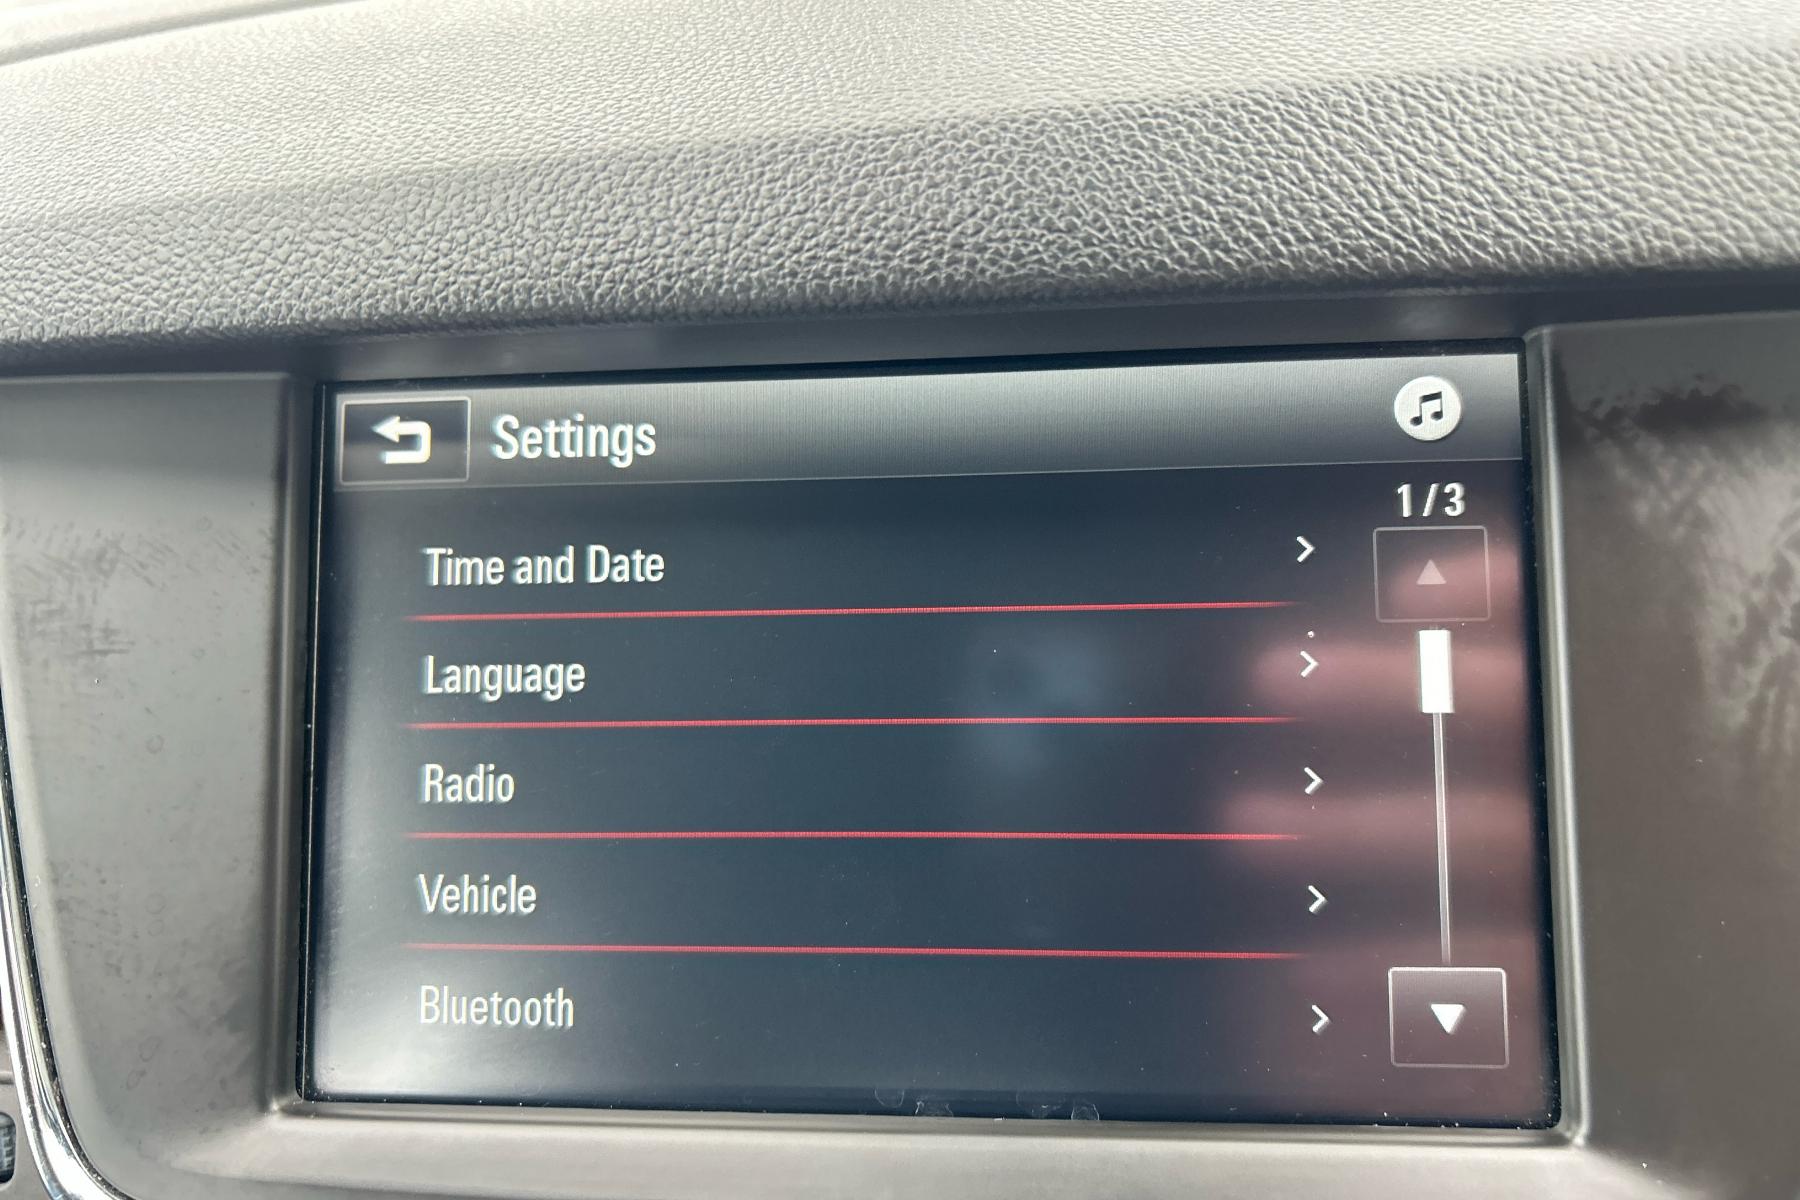 Settings
1/3
Time and Date
Language
Radio
Vehicle
Bluetooth